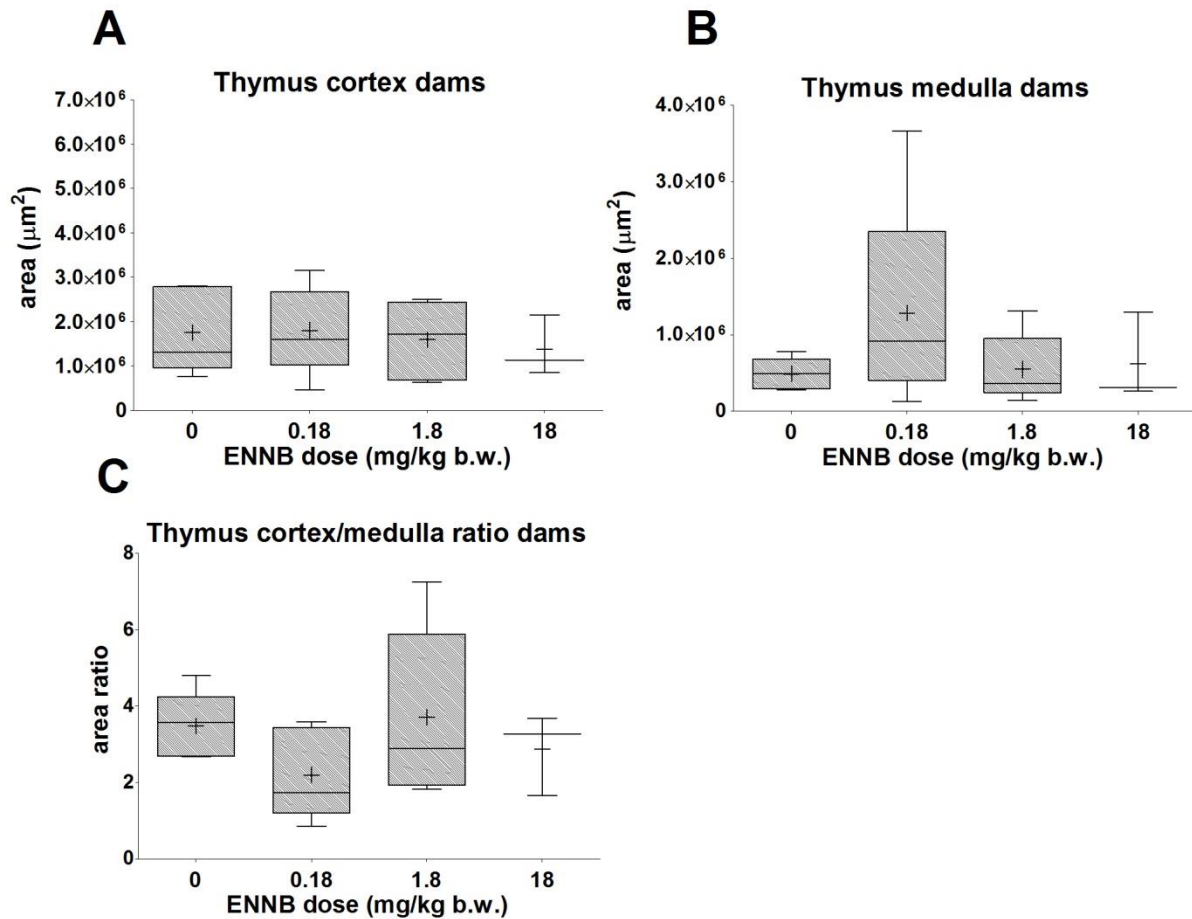 A
Thymus cortex dams
7.0×10⁶
6.0×10⁶
5.0×10⁶
4.0×10⁶
3.0×10⁶
2.0×10⁶
1.0×10⁶
0
area (μm²)
0 0.18 1.8 18
ENNB dose (mg/kg b.w.)
B
Thymus medulla dams
4.0×10⁶
3.0×10⁶
2.0×10⁶
1.0×10⁶
0
area (μm²)
0 0.18 1.8 18
ENNB dose (mg/kg b.w.)
C
Thymus cortex/medulla ratio dams
8
6
4
2
0
area ratio
0 0.18 1.8 18
ENNB dose (mg/kg b.w.)